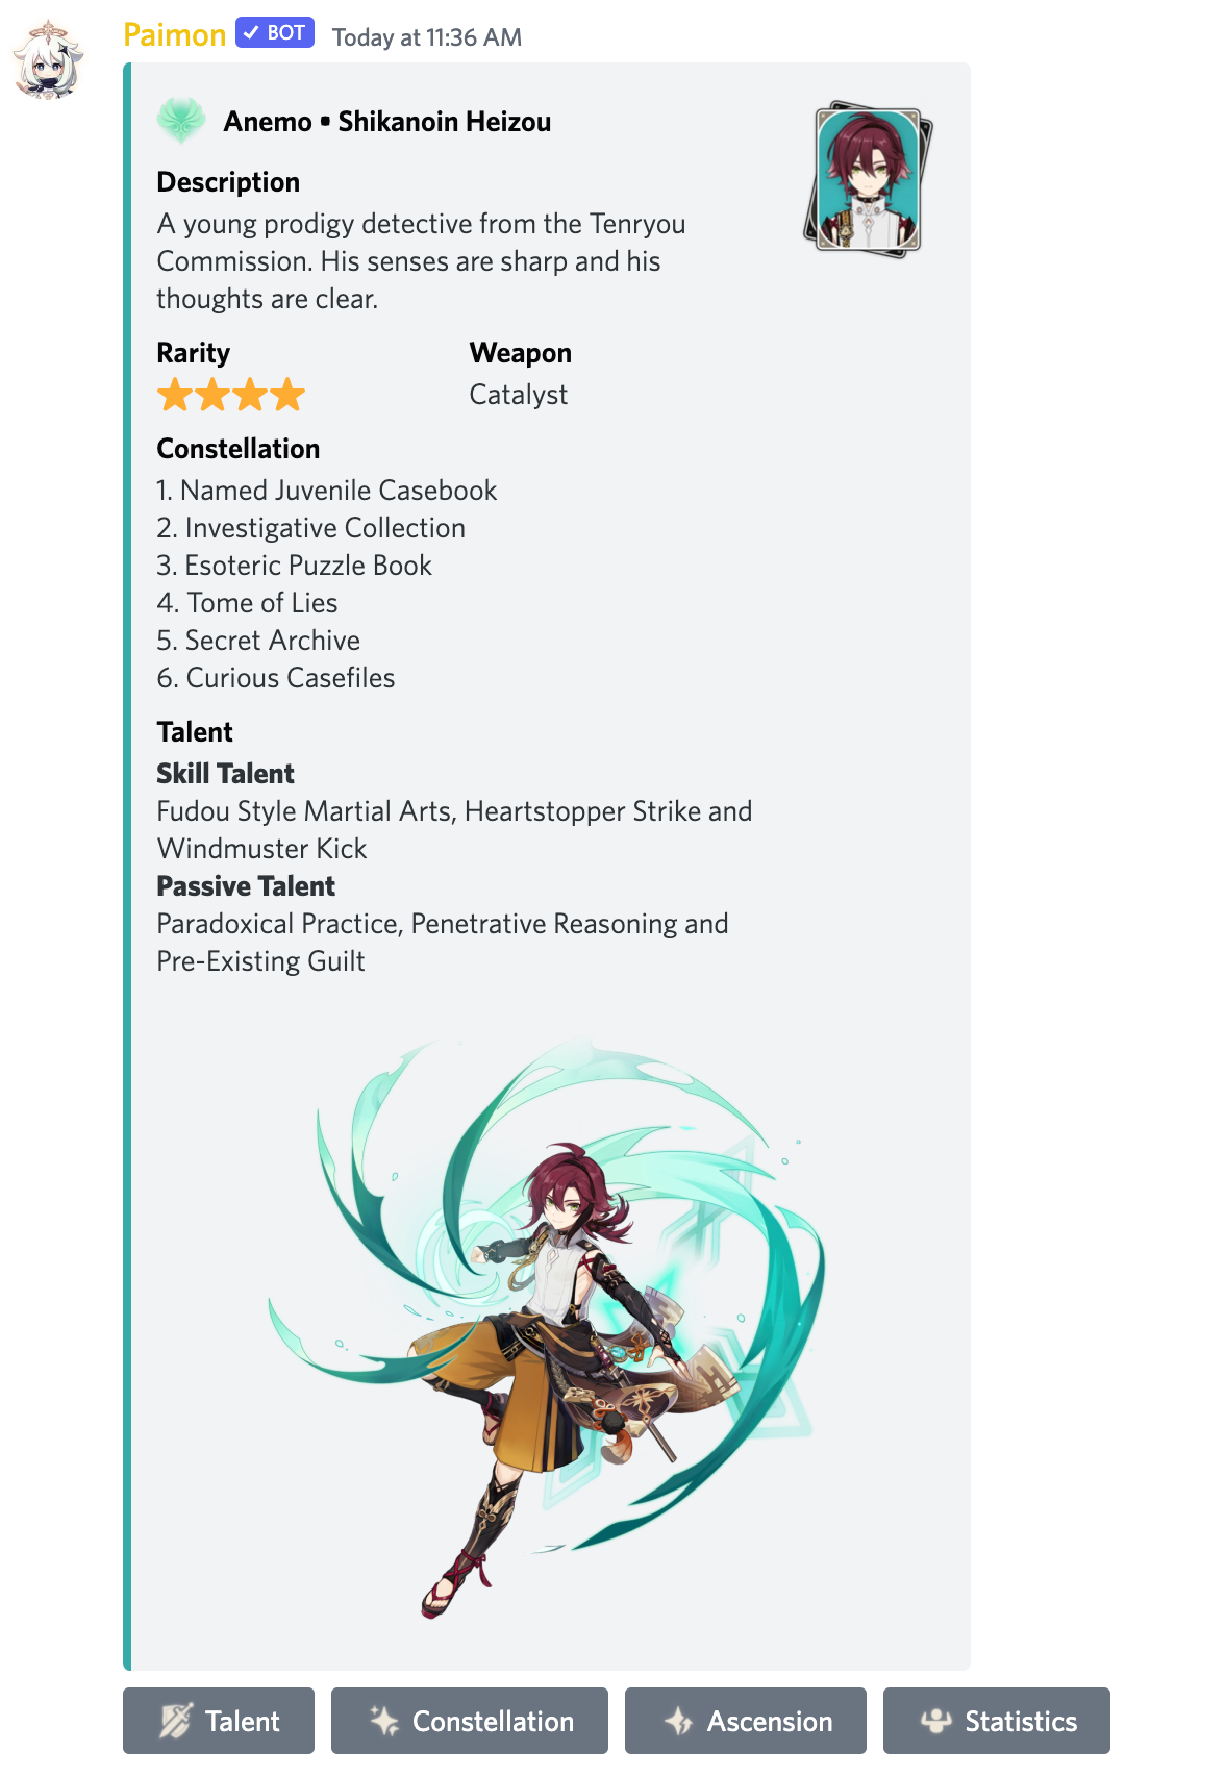 Paimon ✓ BOT Today at 11:36 AM
Anemo • Shikanoin Heizou
Description
A young prodigy detective from the Tenryou
Commission. His senses are sharp and his
thoughts are clear.
Rarity Weapon
Catalyst
Constellation
1. Named Juvenile Casebook
2. Investigative Collection
3. Esoteric Puzzle Book
4. Tome of Lies
5. Secret Archive
6. Curious Casefiles
Talent
Skill Talent
Fudou Style Martial Arts, Heartstopper Strike and
Windmuster Kick
Passive Talent
Paradoxical Practice, Penetrative Reasoning and
Pre-Existing Guilt
Talent Constellation Ascension Statistics